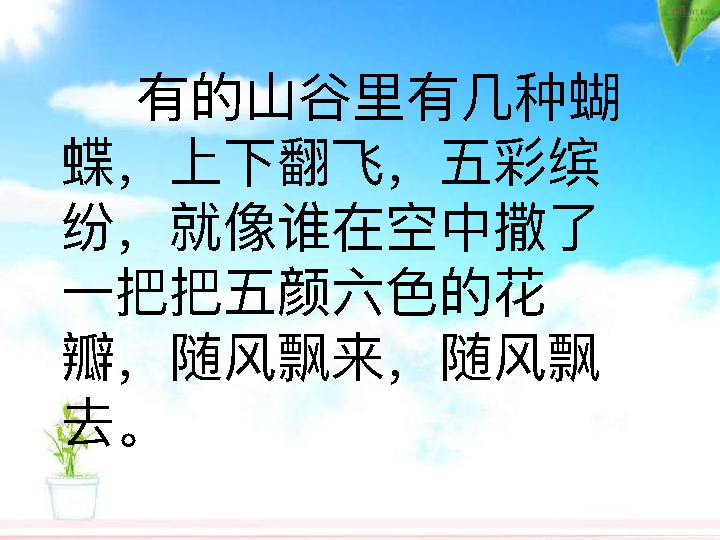 有的山谷里有几种蝴
蝶，上下翻飞，五彩缤
纷，就像谁在空中撒了
一把把五颜六色的花
瓣，随风飘来，随风飘
去。